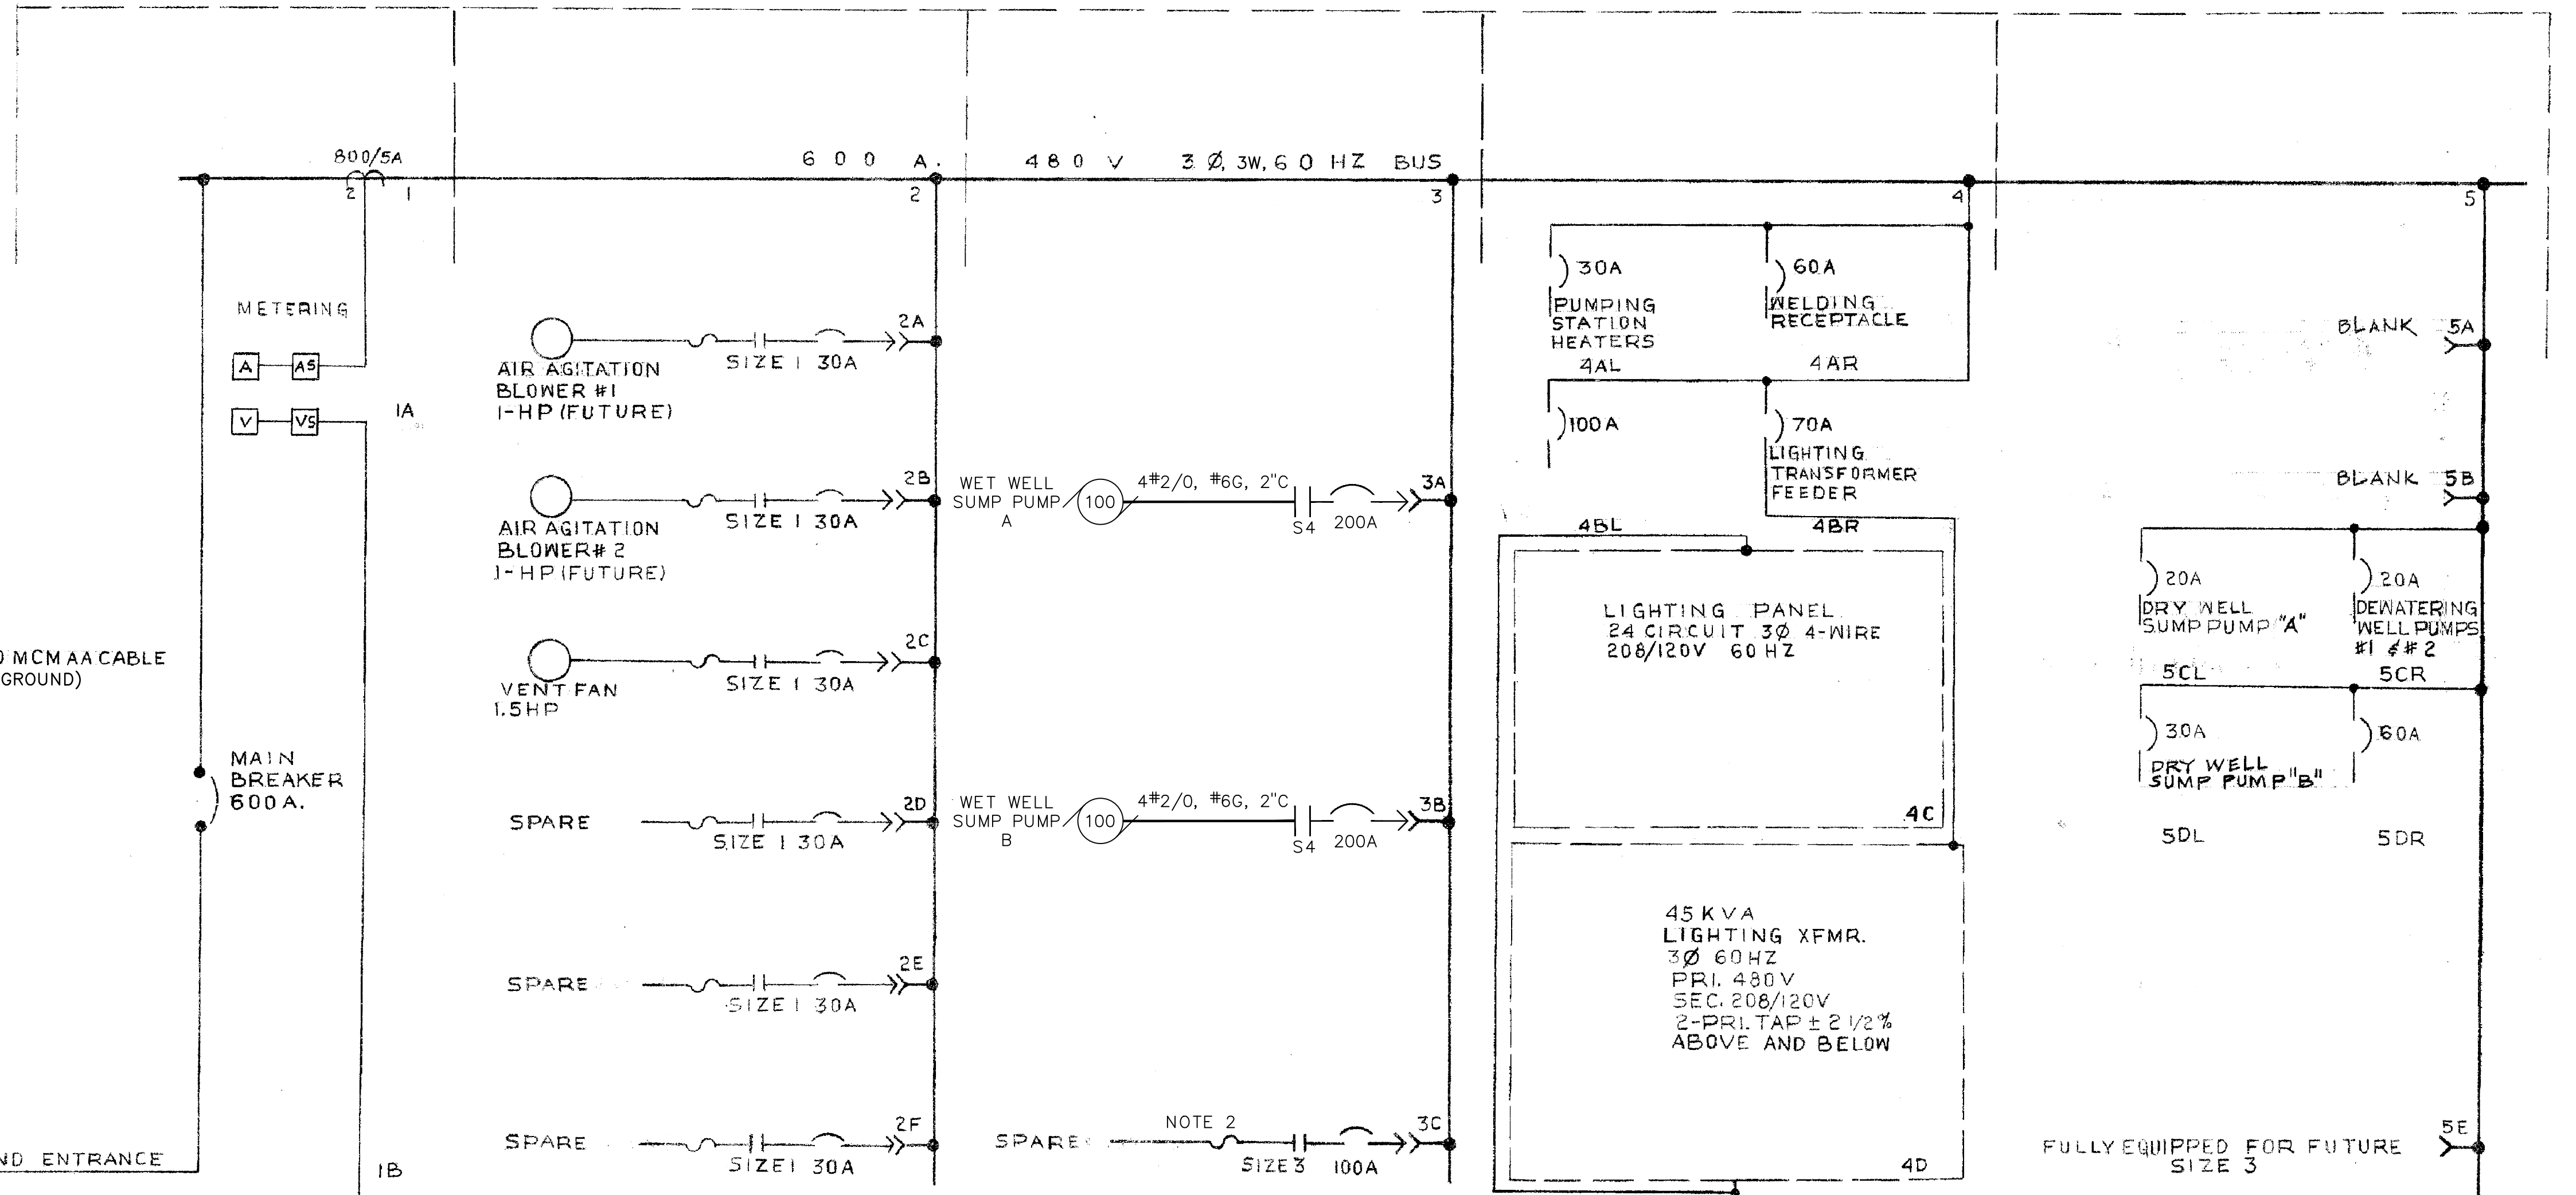 800/5A
600 A. 480 V 3Ø, 3W, 60 HZ BUS
2 1
2
3
4
5
METERING
A AS
V VS
1A
MCM AA CABLE
GROUND)
MAIN
BREAKER
600A.
ENTRANCE
1B
2A
SIZE 1 30A
AIR AGITATION
BLOWER #1
1-HP (FUTURE)
2B
SIZE 1 30A
AIR AGITATION
BLOWER# 2
1-HP (FUTURE)
2C
SIZE 1 30A
VENT FAN
1.5HP
2D
SPARE
SIZE 1 30A
2E
SPARE
SIZE 1 30A
2F
SPARE
SIZE 1 30A
WET WELL
SUMP PUMP
A
100
4#2/0, #6G, 2"C
3A
S4 200A
WET WELL
SUMP PUMP
B
100
4#2/0, #6G, 2"C
3B
S4 200A
NOTE 2
SPARE
3C
SIZE 3 100A
30A
PUMPING
STATION
HEATERS
4AL
60A
WELDING
RECEPTACLE
4AR
100A
4BL
70A
LIGHTING
TRANSFORMER
FEEDER
4BR
LIGHTING PANEL
24 CIRCUIT 3Ø 4-WIRE
208/120V 60 HZ
4C
45 KVA
LIGHTING XFMR.
3Ø 60HZ
PRI. 480V
SEC. 208/120V
2-PRI. TAP ± 2 1/2%
ABOVE AND BELOW
4D
BLANK 5A
BLANK 5B
20A
DRY WELL
SUMP PUMP "A"
5CL
20A
DEWATERING
WELL PUMPS
#1 & #2
5CR
30A
DRY WELL
SUMP PUMP "B"
5DL
60A
5DR
5E
FULLY EQUIPPED FOR FUTURE
SIZE 3